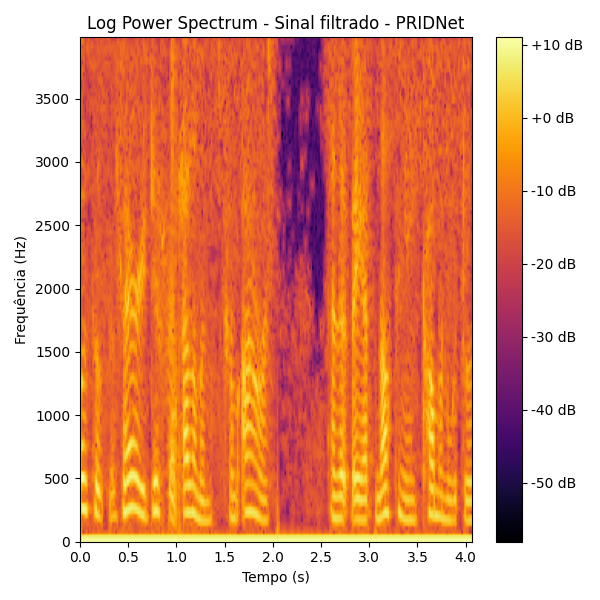 Log Power Spectrum - Sinal filtrado - PRIDNet
+10 dB
+0 dB
-10 dB
-20 dB
-30 dB
-40 dB
-50 dB
Frequência (Hz)
3500
3000
2500
2000
1500
1000
500
0
0.0 0.5 1.0 1.5 2.0 2.5 3.0 3.5 4.0
Tempo (s)